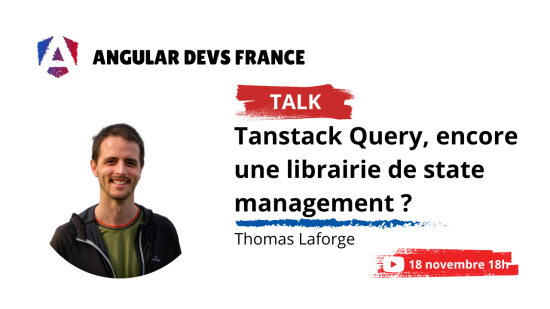 ANGULAR DEVS FRANCE
TALK
Tanstack Query, encore
une librairie de state
management ?
Thomas Laforge
18 novembre 18h